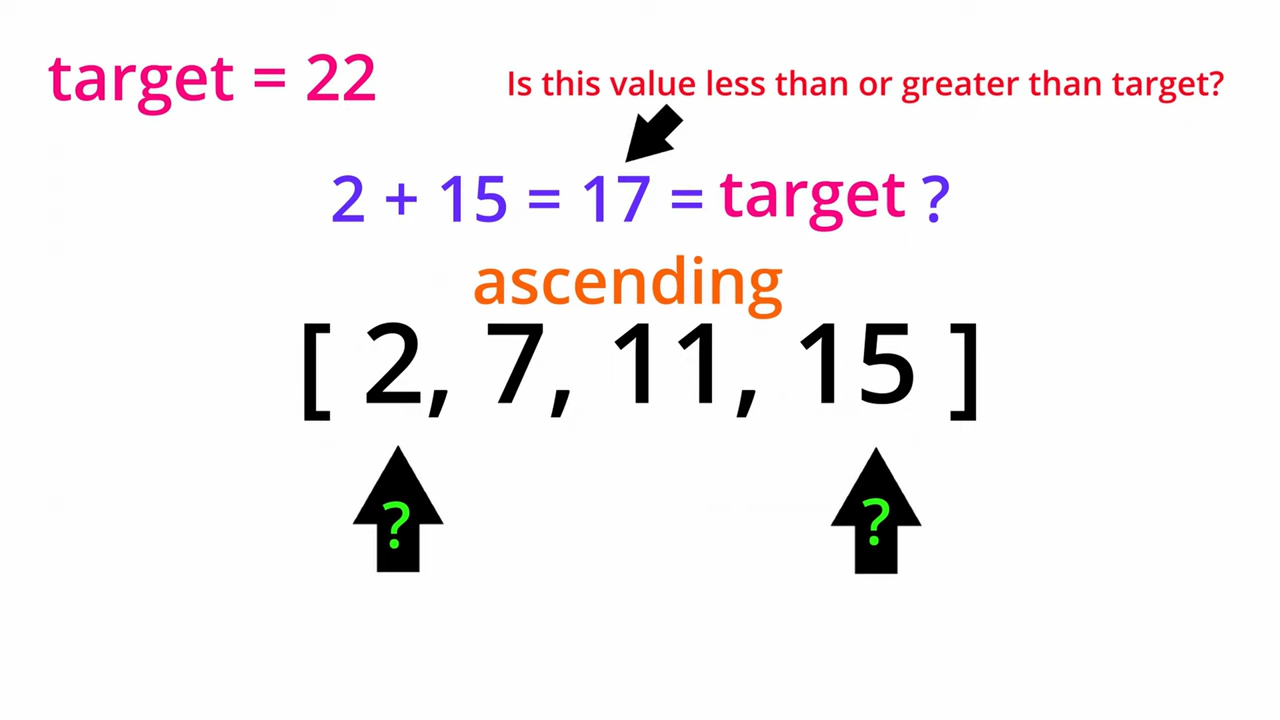 target = 22
Is this value less than or greater than target?
2 + 15 = 17 = target ?
ascending
[ 2, 7, 11, 15 ]
? ?